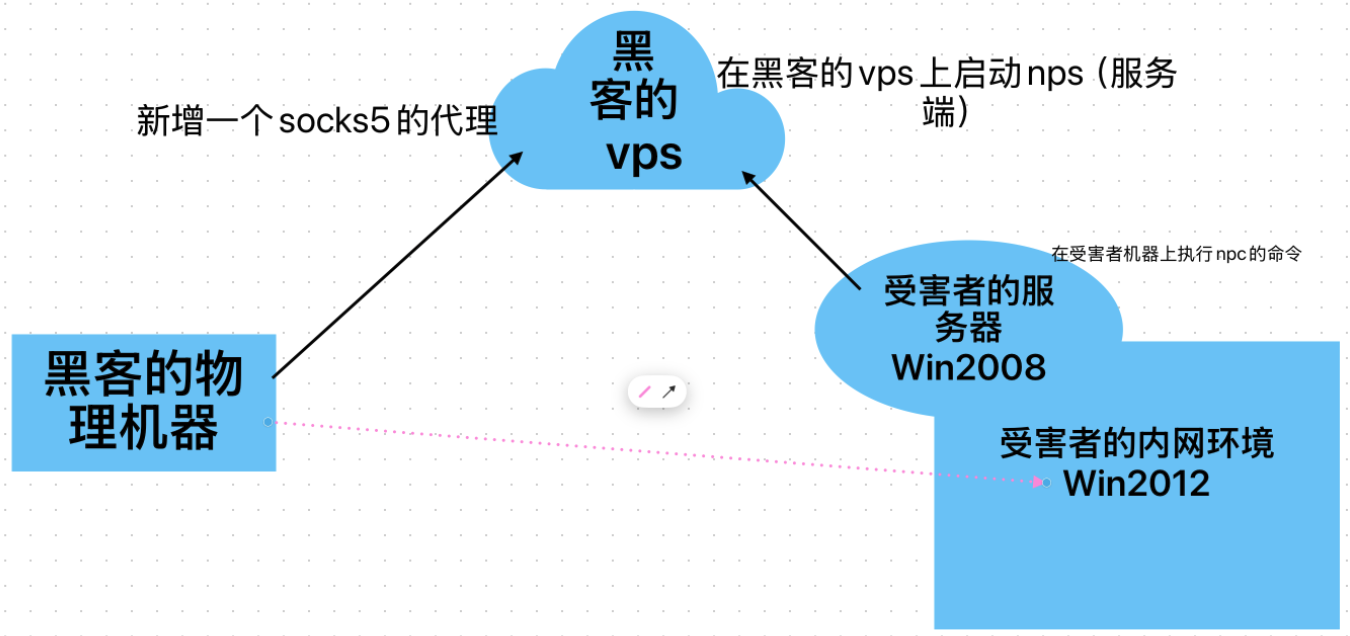 黑
客的
vps
在黑客的vps上启动nps（服务
端）
新增一个socks5的代理
在受害者机器上执行npc的命令
受害者的服
务器
Win2008
黑客的物
理机器
受害者的内网环境
Win2012